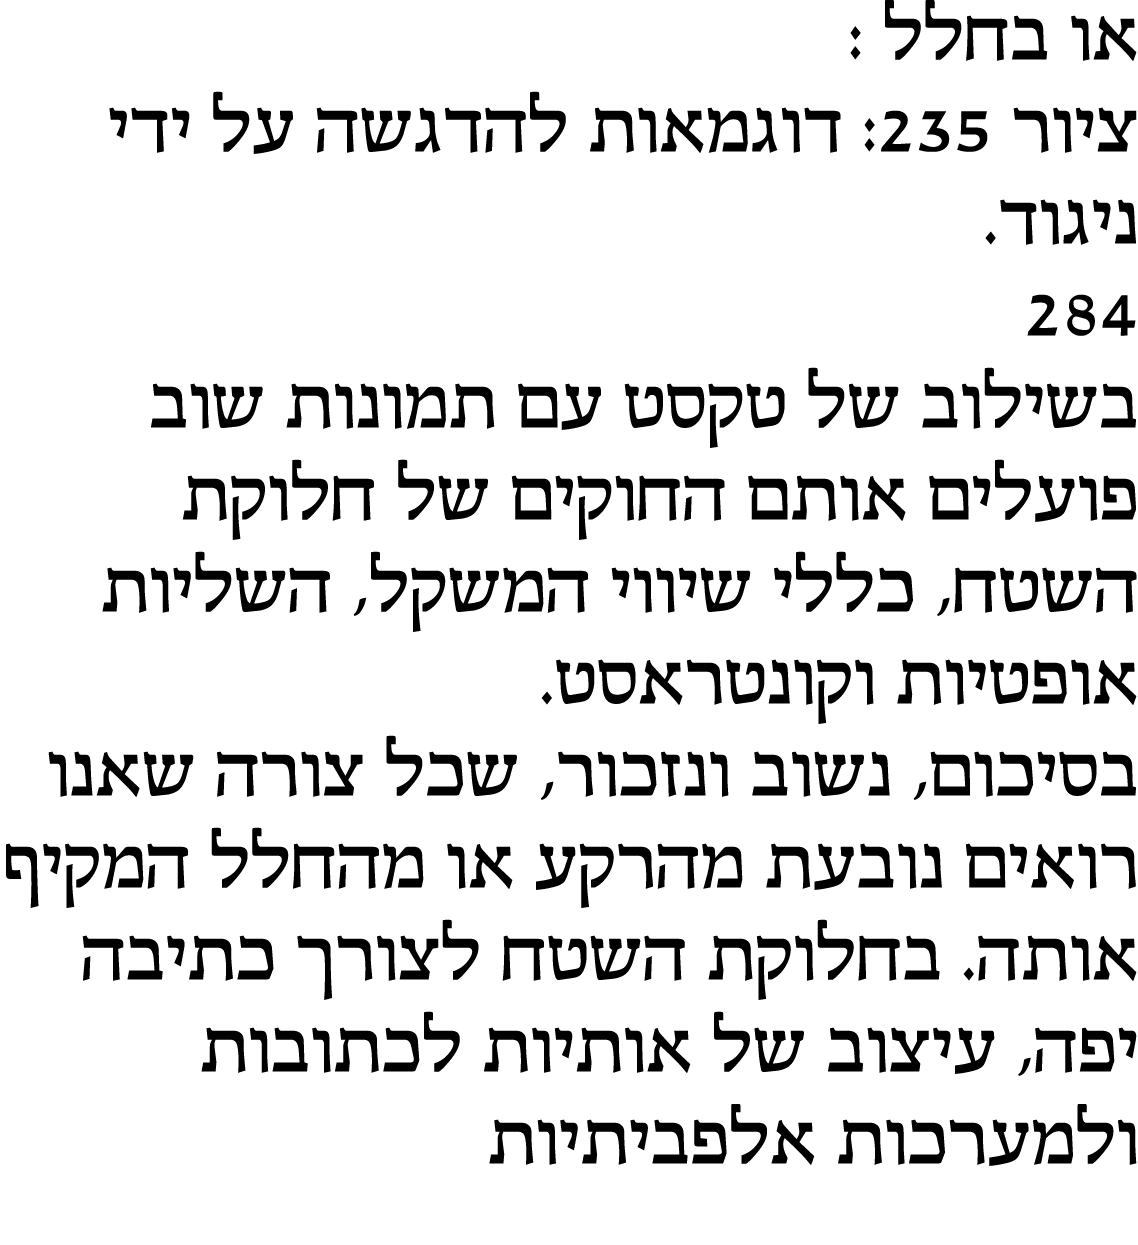 או בחלל :
ציור 235: דוגמאות להדגשה על ידי
ניגוד.
284
בשילוב של טקסט עם תמונות שוב
פועלים אותם החוקים של חלוקת
השטח, כללי שיווי המשקל, השליות
אופטיות וקונטראסט.
בסיכום, נשוב ונזכור, שכל צורה שאנו
רואים נובעת מהרקע או מהחלל המקיף
אותה. בחלוקת השטח לצורך כתיבה
יפה, עיצוב של אותיות לכתובות
ולמערכות אלפביתיות